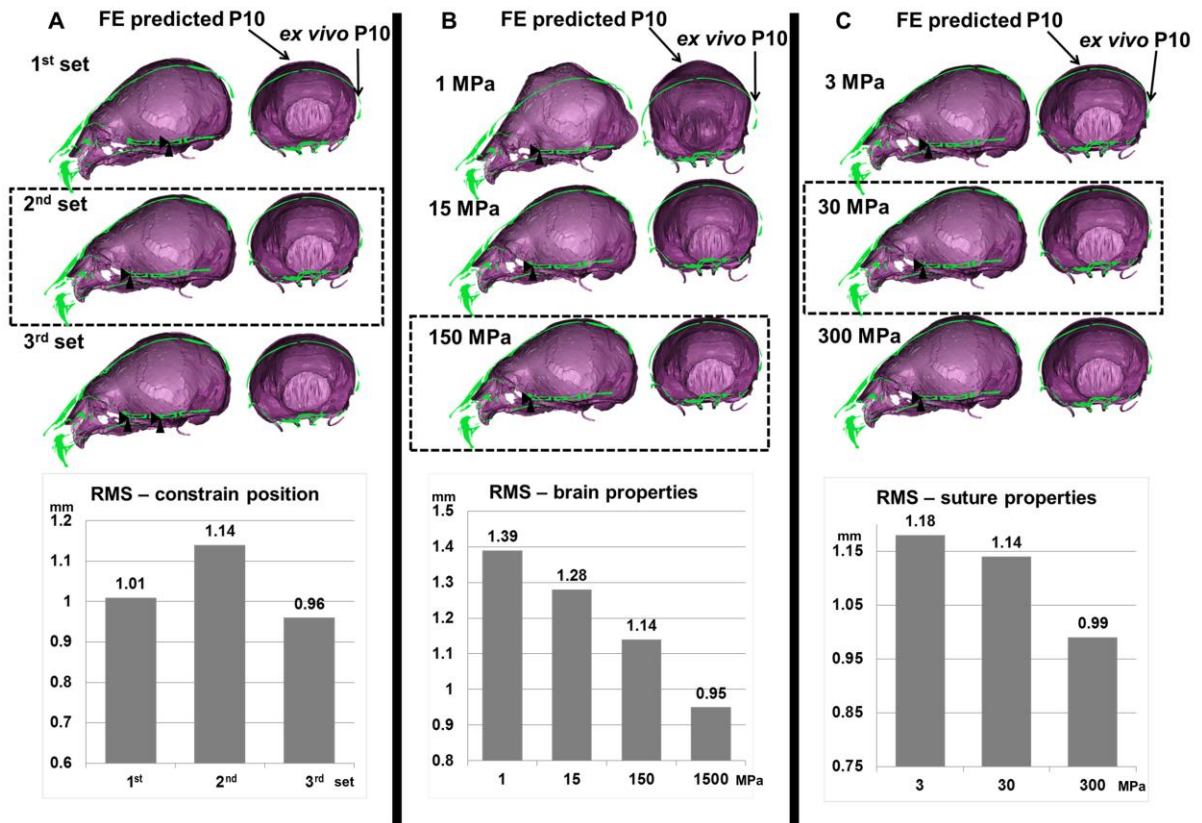 A
FE predicted P10
ex vivo P10
1st set
2nd set
3rd set
RMS – constrain position
mm
1.2
1.1
1
0.9
0.8
0.7
0.6
1.01
1.14
0.96
1st 2nd 3rd set
B
FE predicted P10
ex vivo P10
1 MPa
15 MPa
150 MPa
RMS – brain properties
mm
1.5
1.4
1.3
1.2
1.1
1
0.9
0.8
1.39
1.28
1.14
0.95
1 15 150 1500 MPa
C
FE predicted P10
ex vivo P10
3 MPa
30 MPa
300 MPa
RMS – suture properties
mm
1.15
1.05
0.95
0.85
0.75
1.18
1.14
0.99
3 30 300 MPa